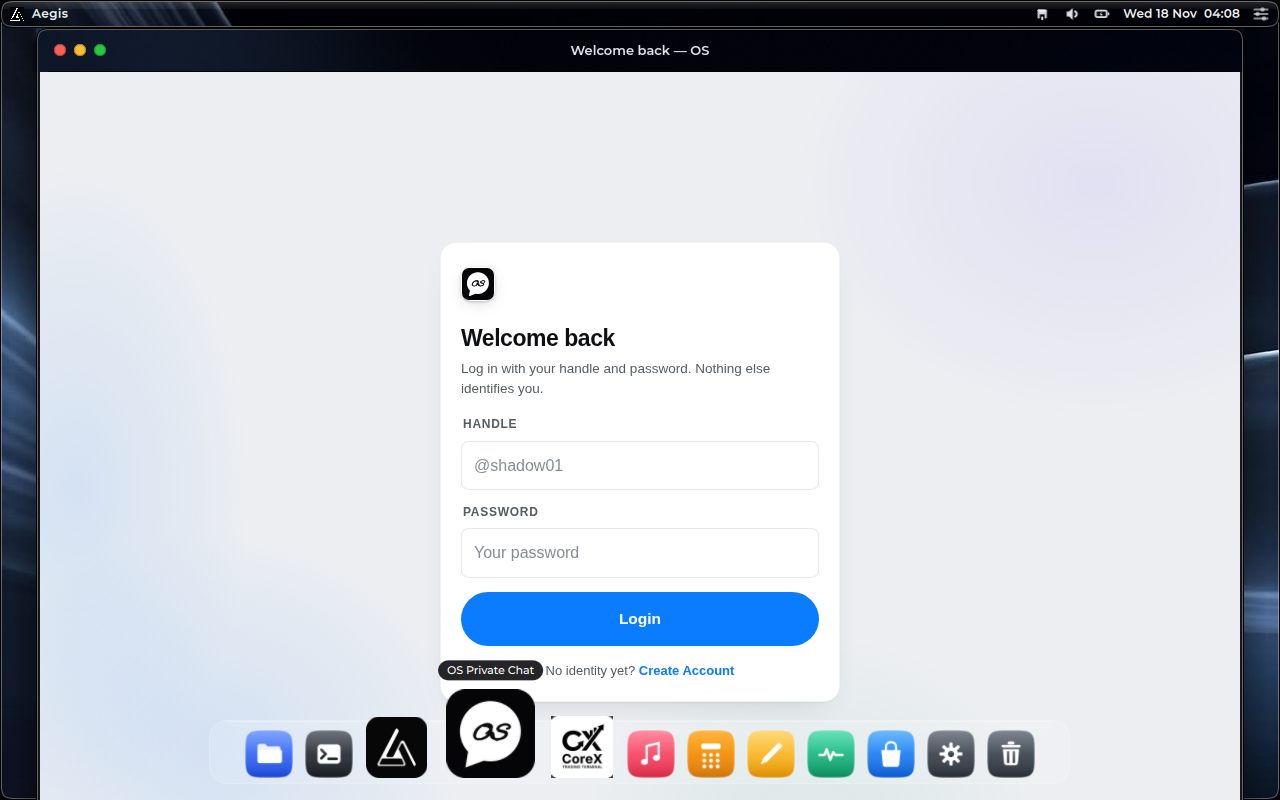 Aegis
Wed 18 Nov 04:08
Welcome back — OS
OS
Welcome back
Log in with your handle and password. Nothing else
identifies you.
HANDLE
@shadow01
PASSWORD
Your password
Login
OS Private Chat
No identity yet? Create Account
OS
CX
CoreX
TRADING TERMINAL